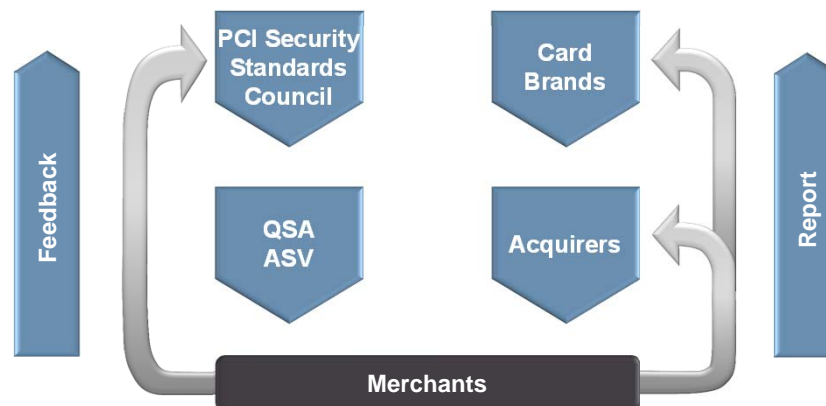 PCI Security
Standards
Council
Card
Brands
Feedback
Report
QSA
ASV
Acquirers
Merchants